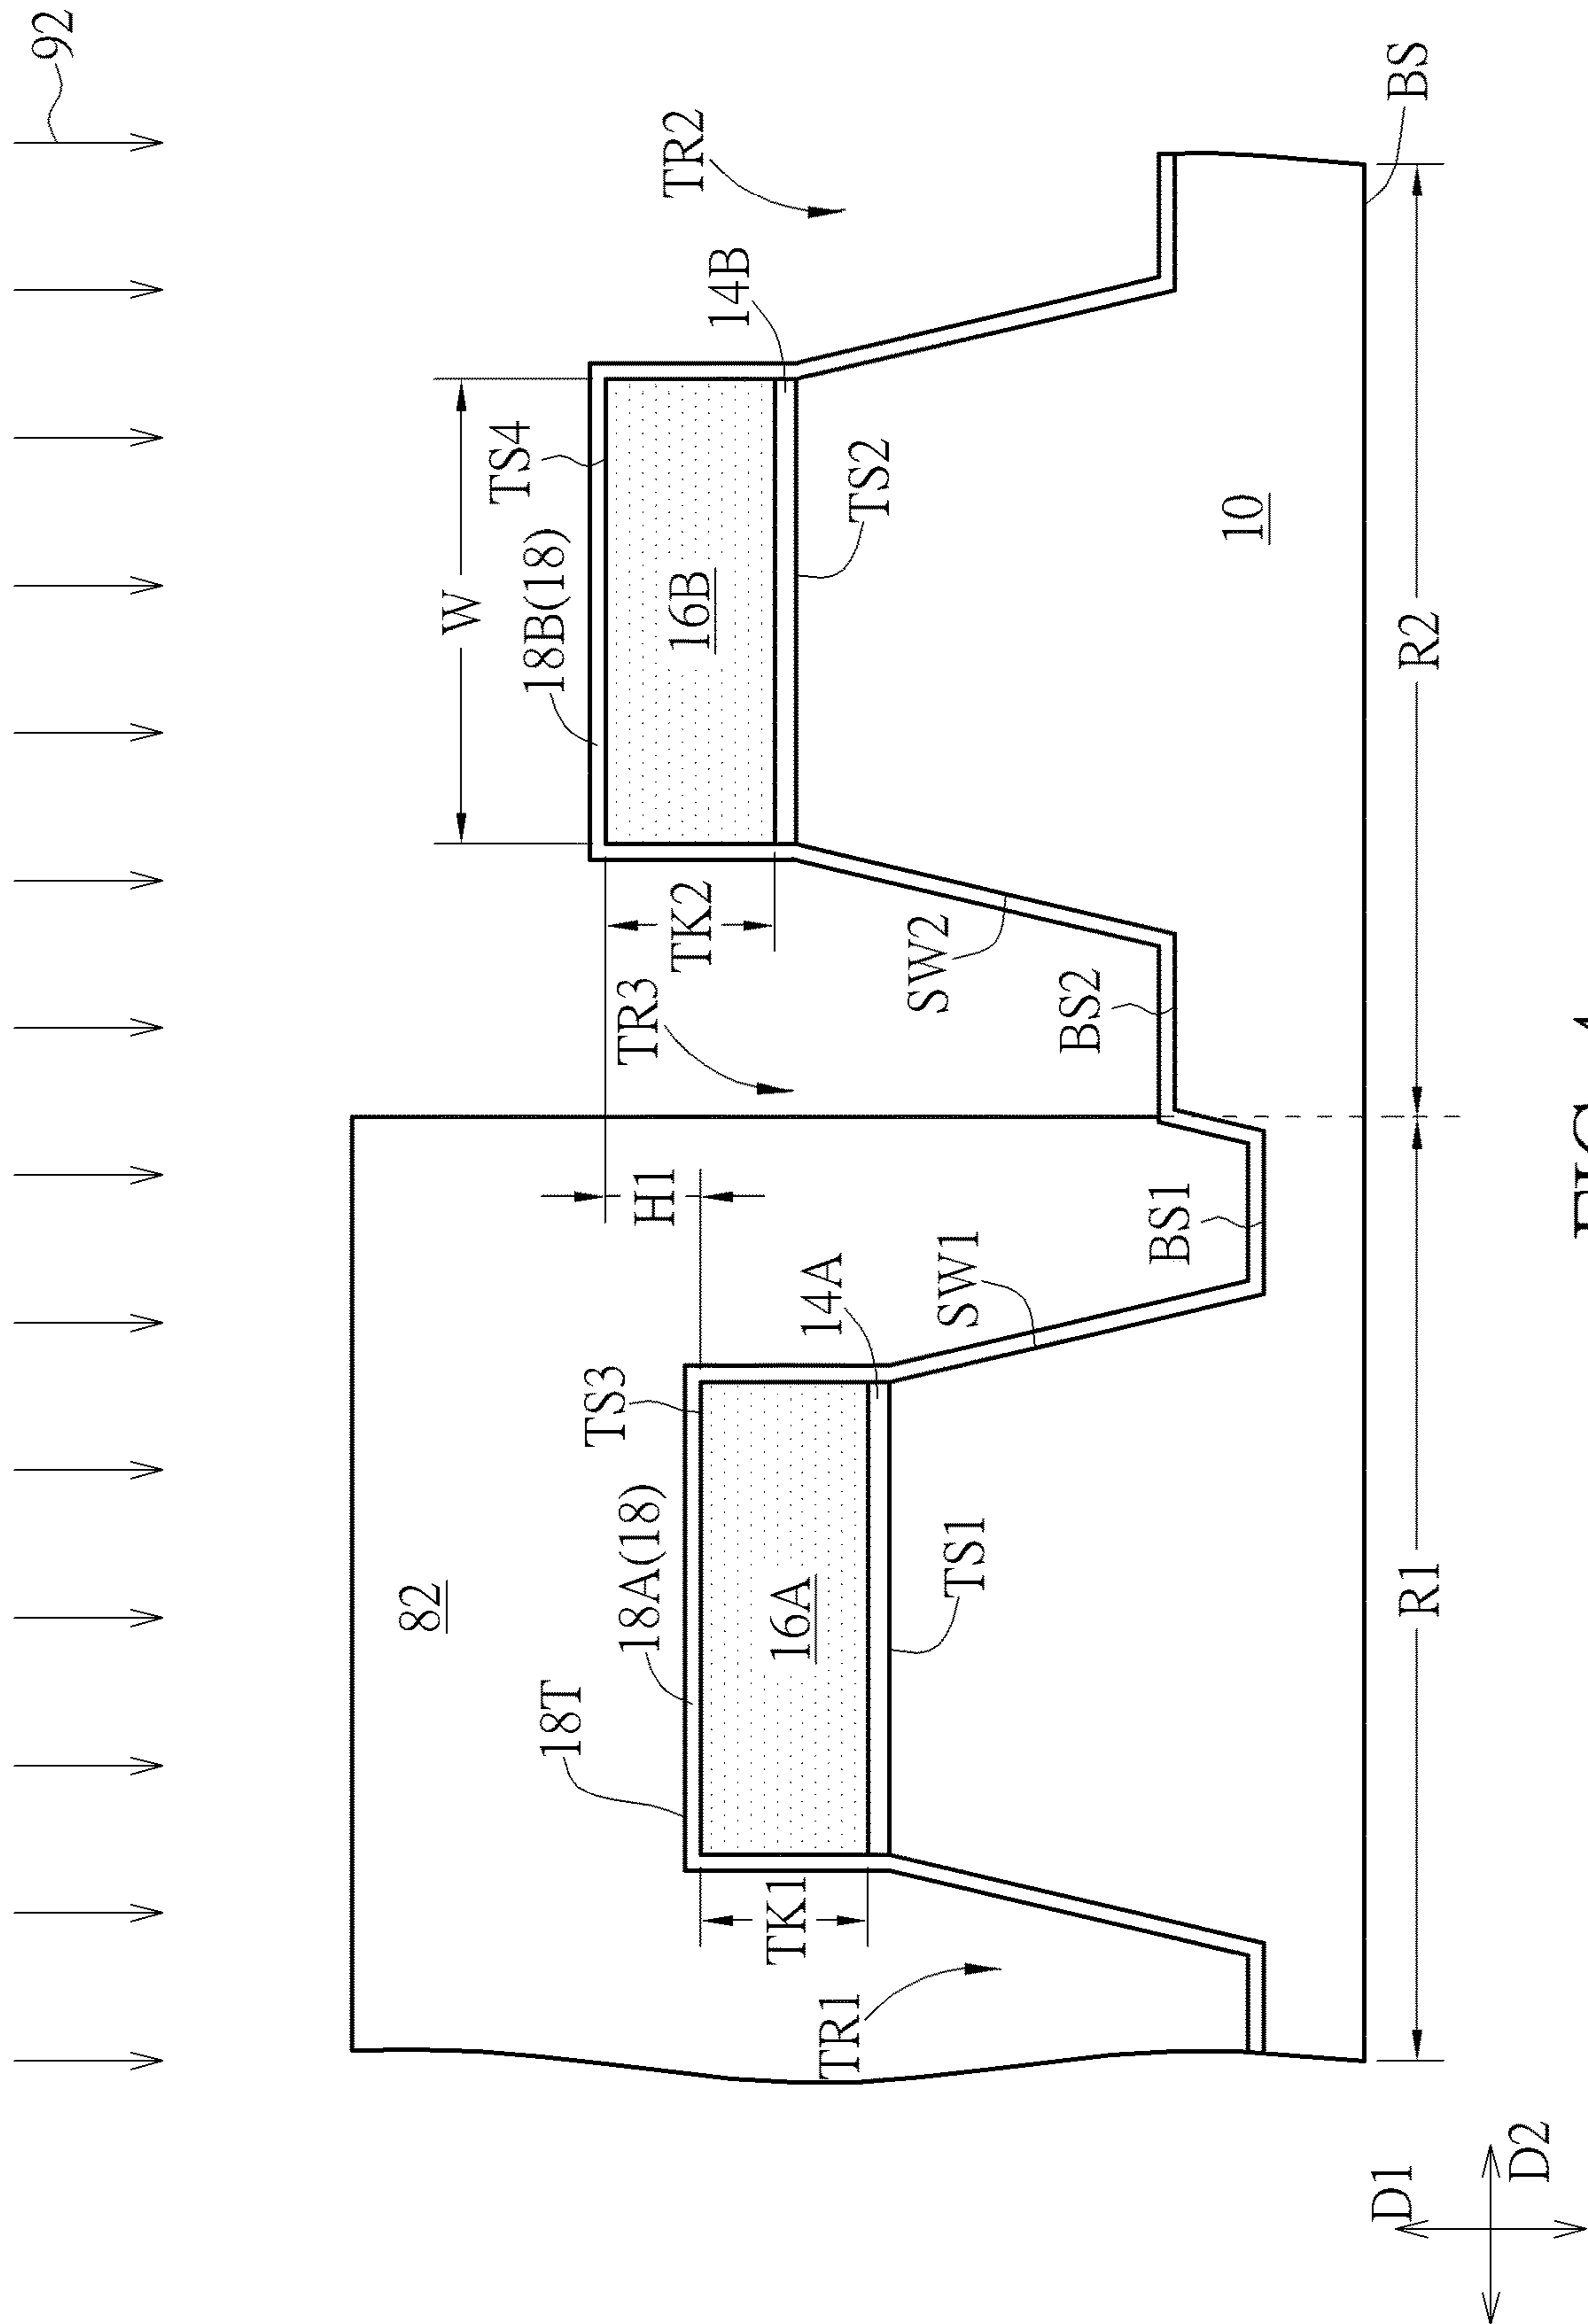 92
TR2
14B
W
TS4
18B(18)
16B
TS2
TK2
TR3
SW2
BS2
10
BS
R2
82
H1
14A
SW1
BS1
TS3
18A(18)
18T
16A
TS1
TK1
TR1
R1
D1
D2